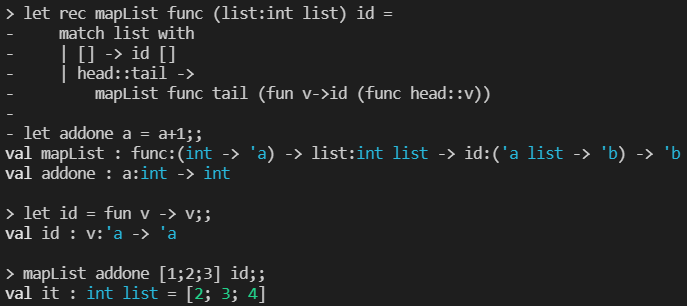 > let rec mapList func (list:int list) id =
-     match list with
-     | [] -> id []
-     | head::tail ->
-         mapList func tail (fun v->id (func head::v))
-
- let addone a = a+1;;
val mapList : func:(int -> 'a) -> list:int list -> id:('a list -> 'b) -> 'b
val addone : a:int -> int
> let id = fun v -> v;;
val id : v:'a -> 'a
> mapList addone [1;2;3] id;;
val it : int list = [2; 3; 4]